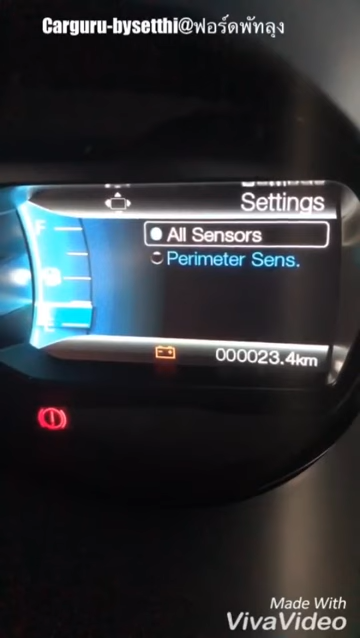 Carguru-bysetthi@ฟอร์ดพัทลุง
Settings
F
All Sensors
Perimeter Sens.
E
000023.4km
Made With
VivaVideo